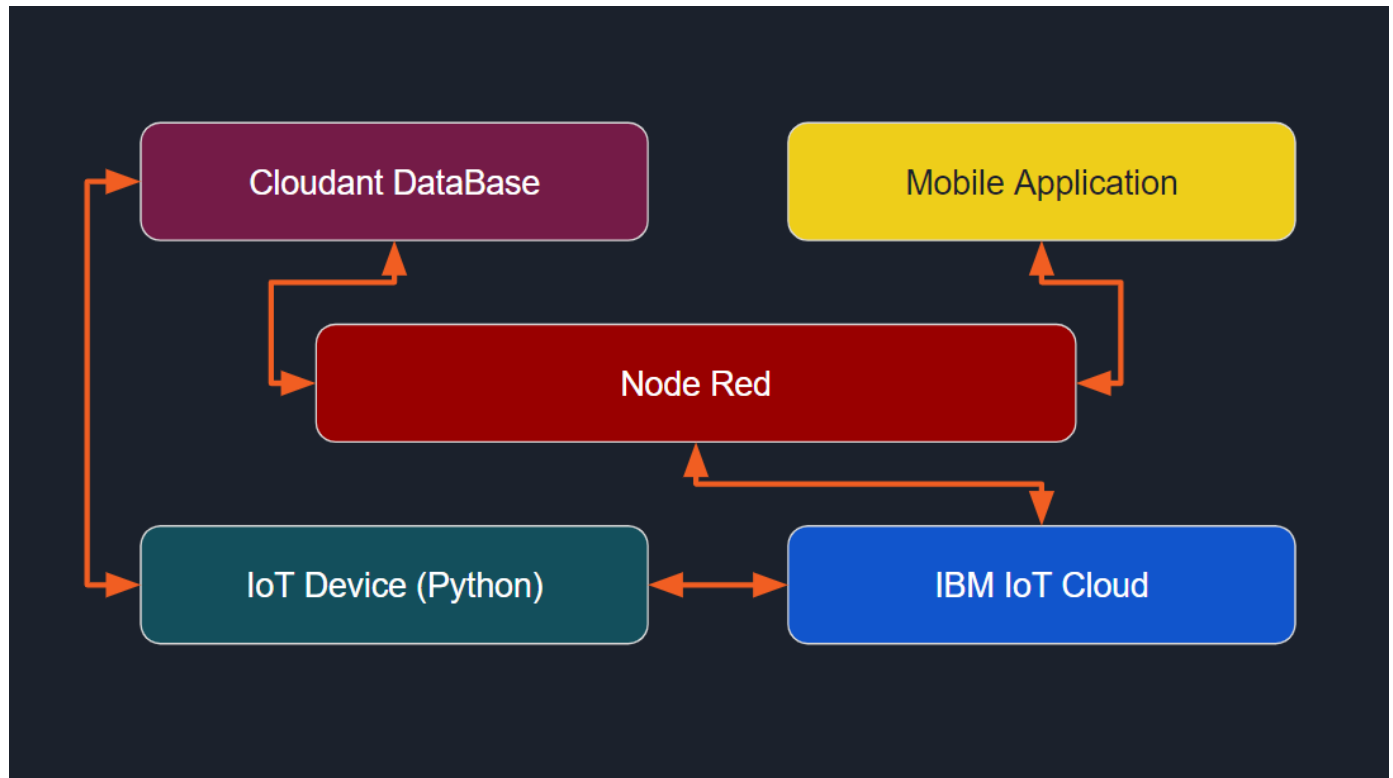 Cloudant DataBase
Mobile Application
Node Red
IoT Device (Python)
IBM IoT Cloud